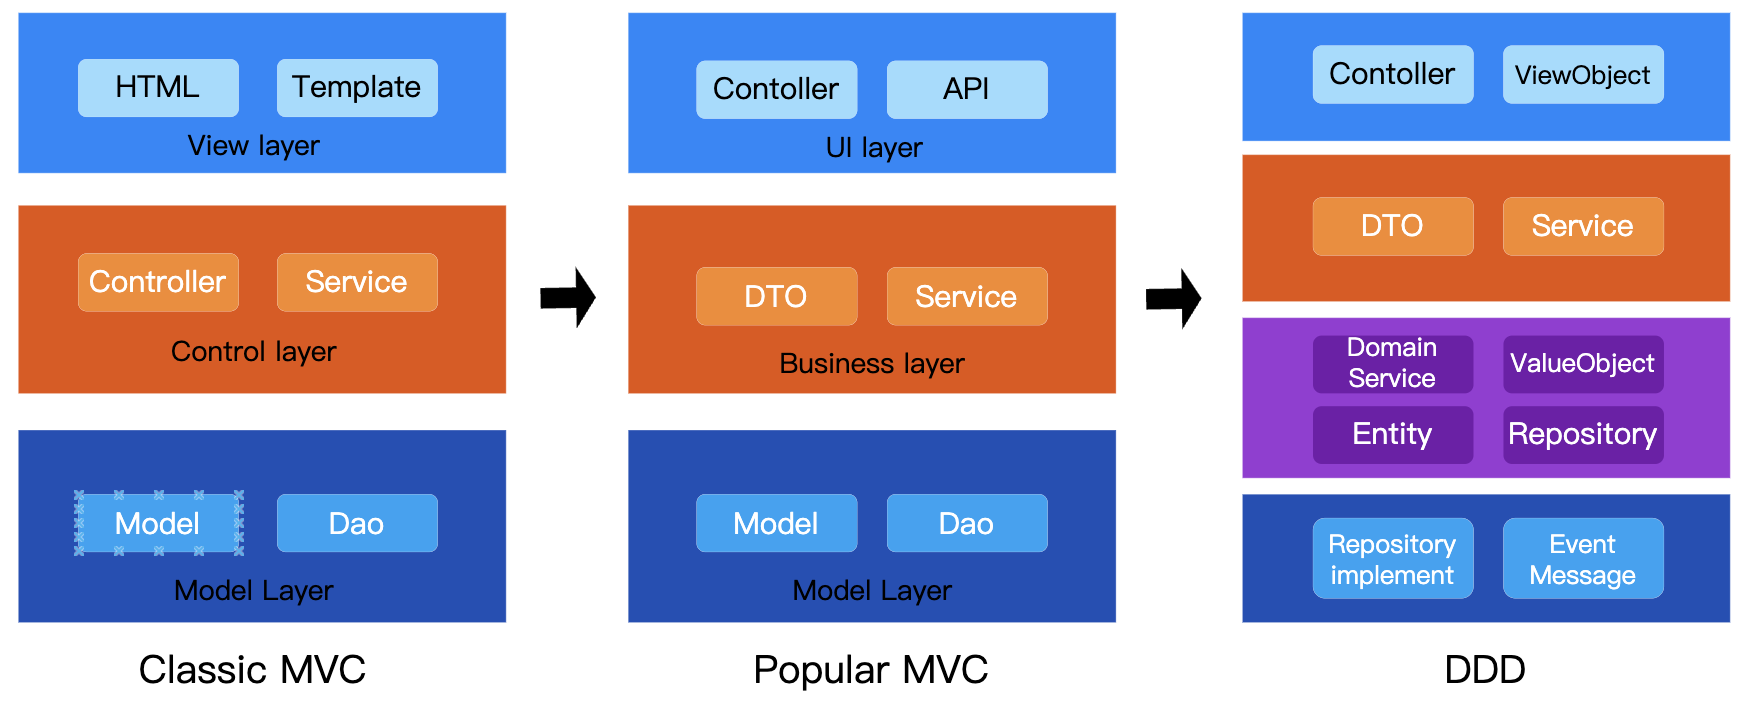 HTML
Template
View layer
Controller
Service
Control layer
Model
Dao
Model Layer
Classic MVC
Contoller
API
UI layer
DTO
Service
Business layer
Model
Dao
Model Layer
Popular MVC
Contoller
ViewObject
DTO
Service
Domain
Service
ValueObject
Entity
Repository
Repository
implement
Event
Message
DDD